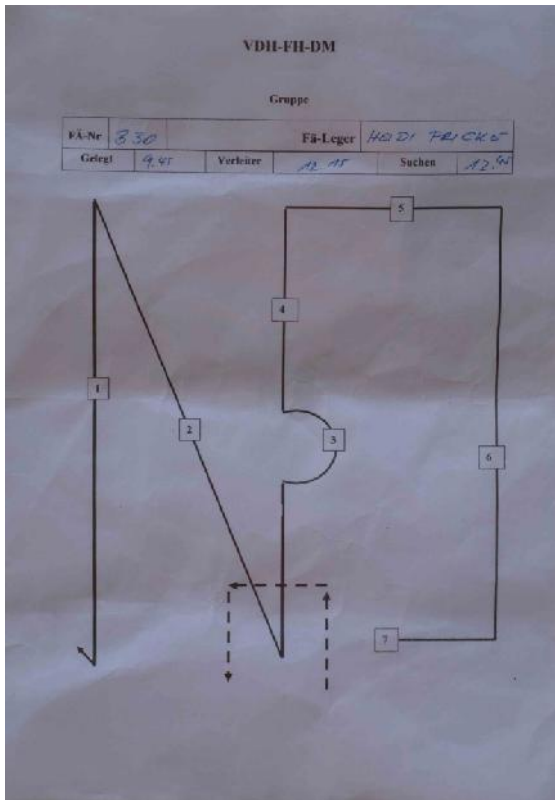 VDH-FH-DM
Gruppe
FÄ-Nr 330 Fä-Leger HEIDI FRICKE
Gelegt 9.45 Verleiter 12.15 Suchen 12.45
5
4
1
3
2
6
7